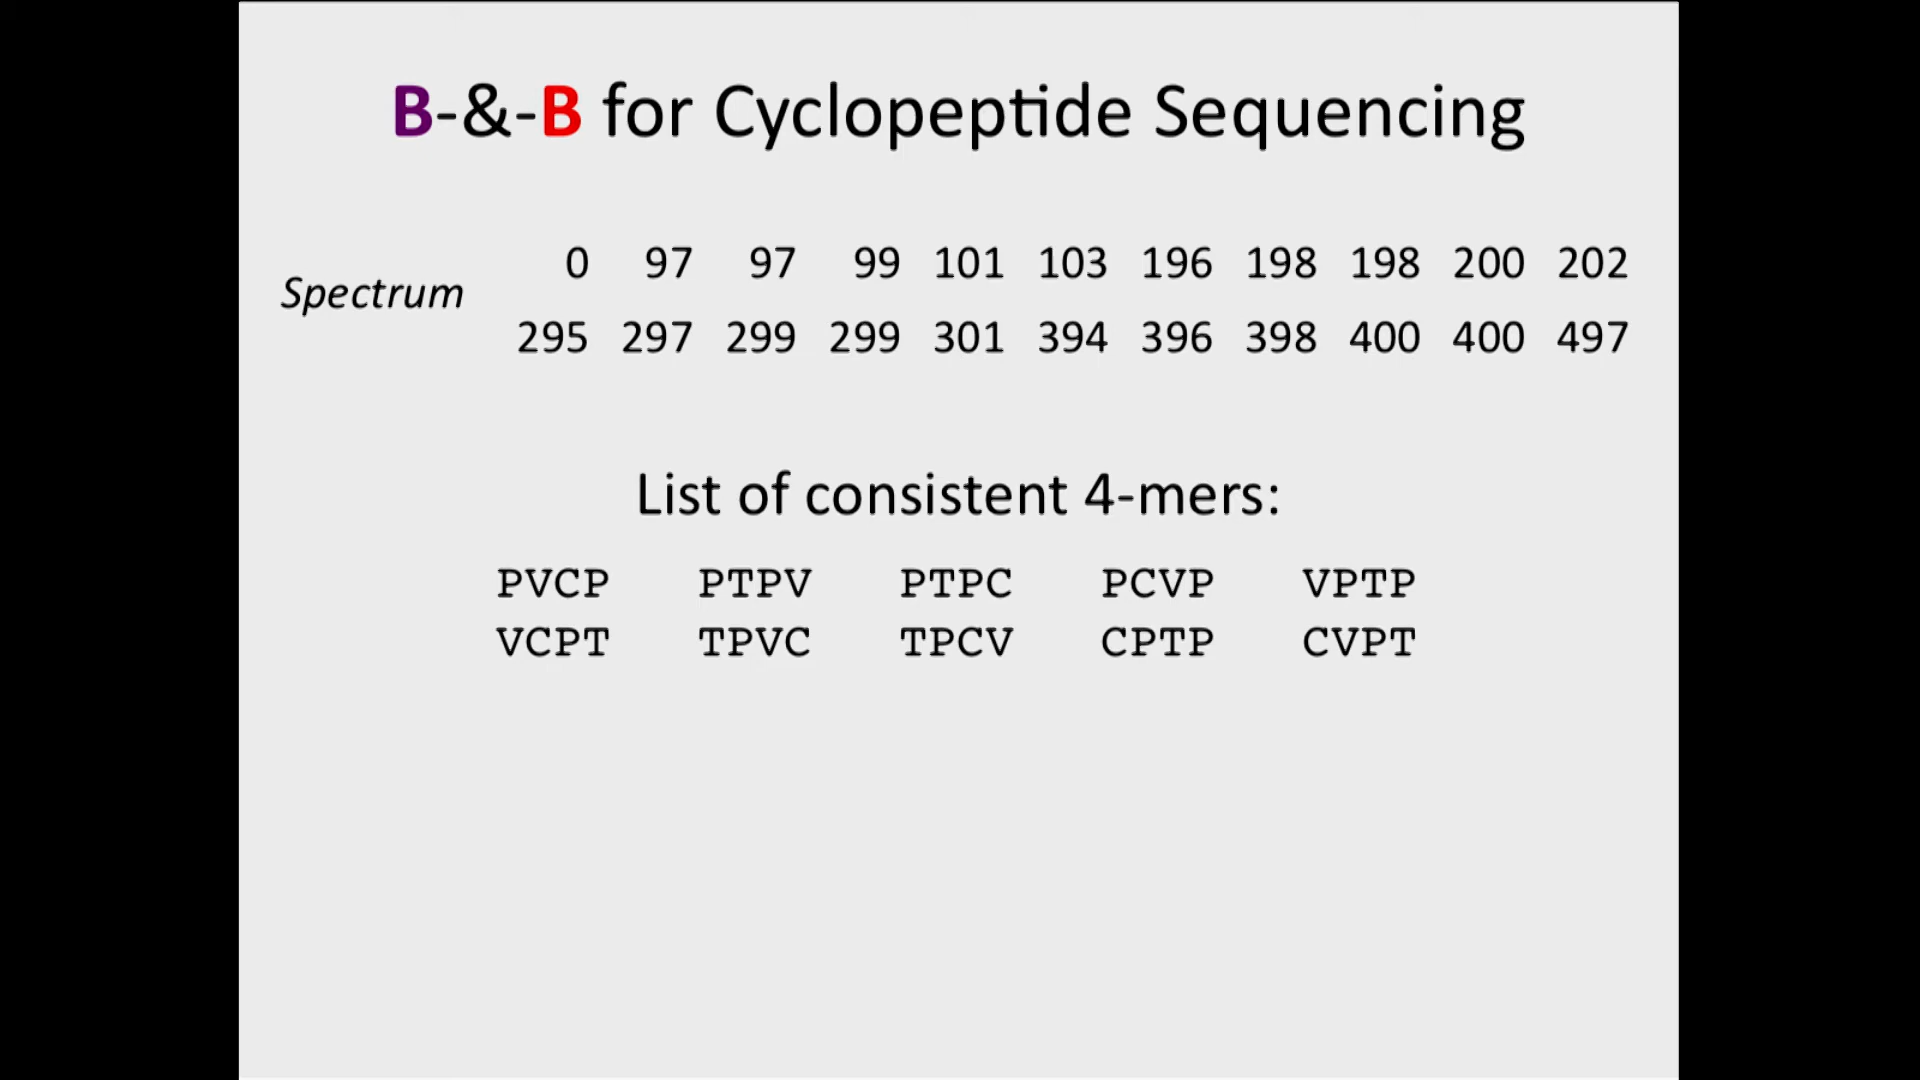 B-&-B for Cyclopeptide Sequencing
0 97 97 99 101 103 196 198 198 200 202
Spectrum
295 297 299 299 301 394 396 398 400 400 497
List of consistent 4-mers:
PVCP PTPV PTPC PCVP VPTP
VCPT TPVC TPCV CPTP CVPT